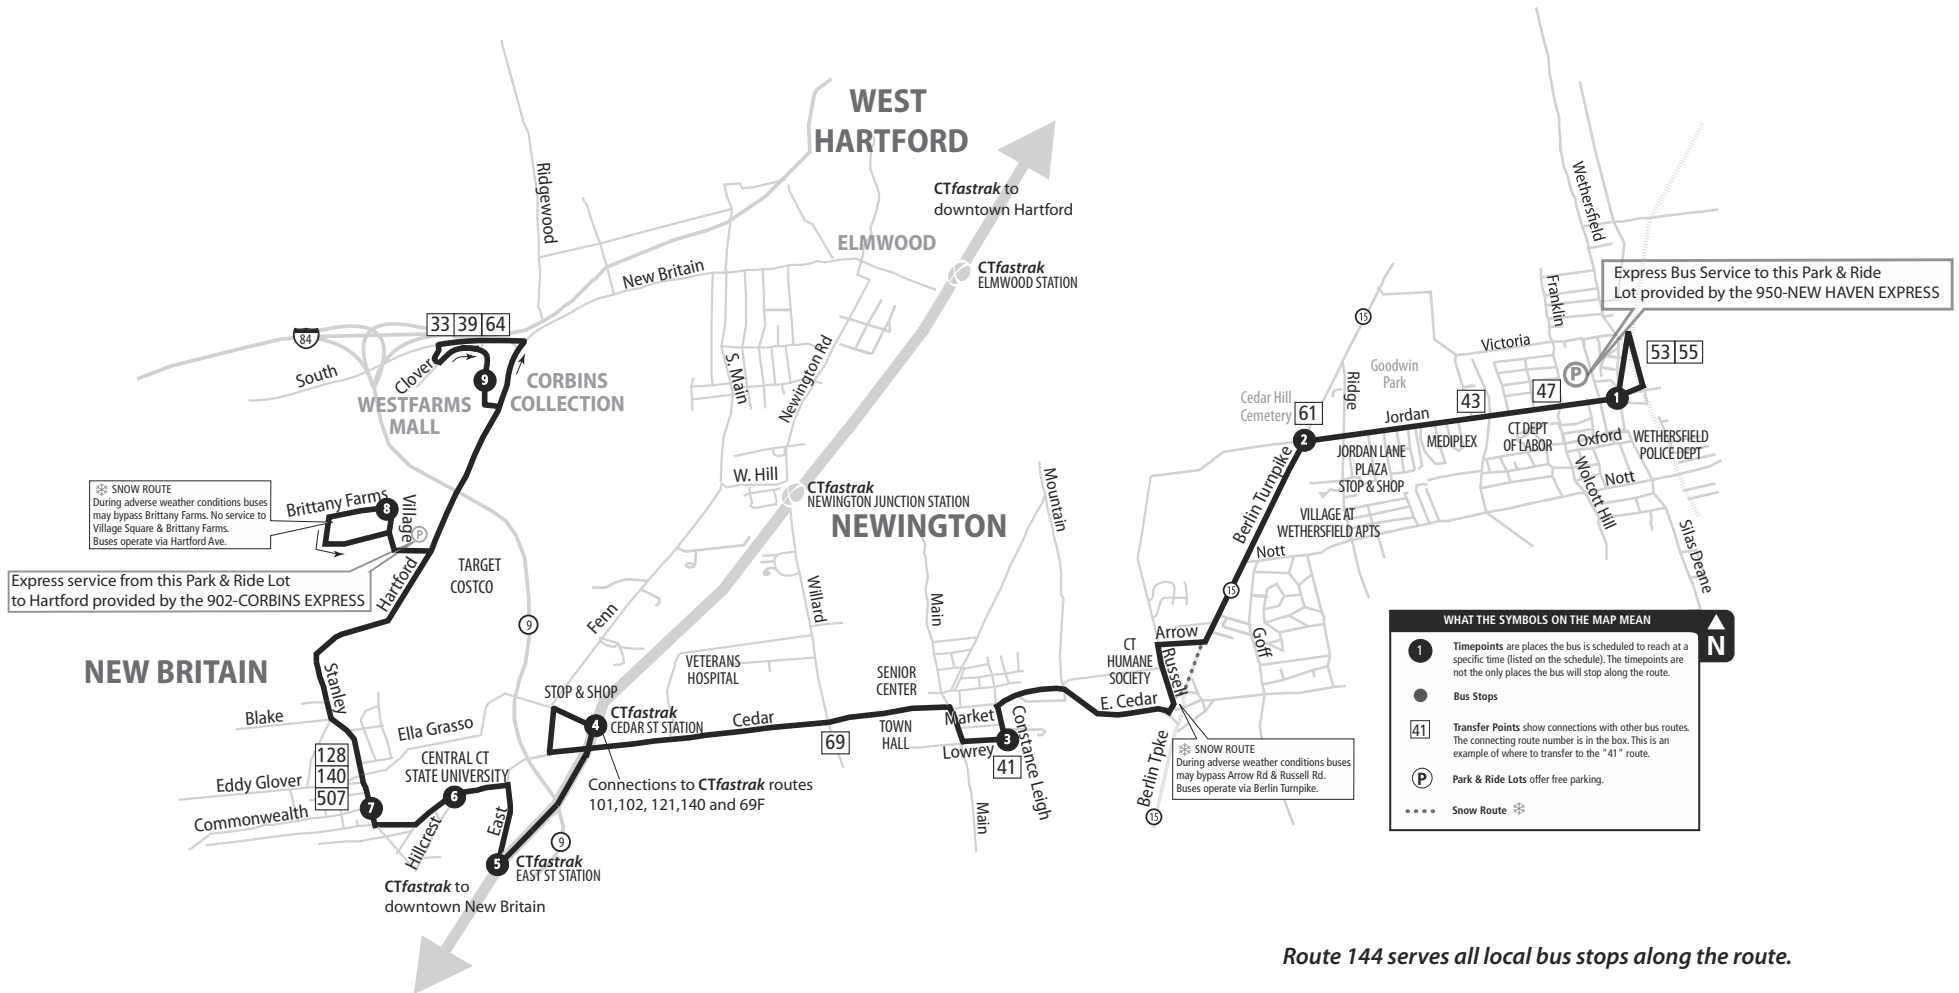 WEST
HARTFORD
CTfastrak to
downtown Hartford
ELMWOOD
CTfastrak
ELMWOOD STATION
Ridgewood
New Britain
33 39 64
84
South
Clover
9
WESTFARMS
MALL
CORBINS
COLLECTION
S. Main
Newington Rd
W. Hill
CTfastrak
NEWINGTON JUNCTION STATION
NEWINGTON
Mountain
Wethersfield
Express Bus Service to this Park & Ride
Lot provided by the 950-NEW HAVEN EXPRESS
Franklin
Victoria
P
53 55
47
1
43
Jordan
Goodwin
Park
Ridge
15
Cedar Hill
Cemetery
61
2
JORDAN LANE
PLAZA
STOP & SHOP
MEDIPLEX
CT DEPT
OF LABOR
Oxford
WETHERSFIELD
POLICE DEPT
Nott
Wolcott Hill
Silas Deane
VILLAGE AT
WETHERSFIELD APTS
Berlin Turnpike
Nott
15
Goff
Arrow
Russell
CT
HUMANE
SOCIETY
E. Cedar
Berlin Tpke
15
SNOW ROUTE
During adverse weather conditions buses
may bypass Arrow Rd & Russell Rd.
Buses operate via Berlin Turnpike.
SNOW ROUTE
During adverse weather conditions buses
may bypass Brittany Farms. No service to
Village Square & Brittany Farms.
Buses operate via Hartford Ave.
Brittany Farms
8
Village
P
Express service from this Park & Ride Lot
to Hartford provided by the 902-CORBINS EXPRESS
Hartford
TARGET
COSTCO
9
NEW BRITAIN
Stanley
Blake
Ella Grasso
Eddy Glover
Commonwealth
128
140
507
7
CENTRAL CT
STATE UNIVERSITY
6
Hillcrest
East
5
CTfastrak
EAST ST STATION
9
CTfastrak to
downtown New Britain
Fenn
STOP & SHOP
4
CTfastrak
CEDAR ST STATION
Connections to CTfastrak routes
101,102, 121,140 and 69F
VETERANS
HOSPITAL
Willard
Cedar
69
SENIOR
CENTER
TOWN
HALL
Main
Market
Lowrey
3
41
Constance Leigh
Main
WHAT THE SYMBOLS ON THE MAP MEAN
N
1
Timepoints are places the bus is scheduled to reach at a
specific time (listed on the schedule). The timepoints are
not the only places the bus will stop along the route.
Bus Stops
41
Transfer Points show connections with other bus routes.
The connecting route number is in the box. This is an
example of where to transfer to the "41" route.
P
Park & Ride Lots offer free parking.
Snow Route
Route 144 serves all local bus stops along the route.